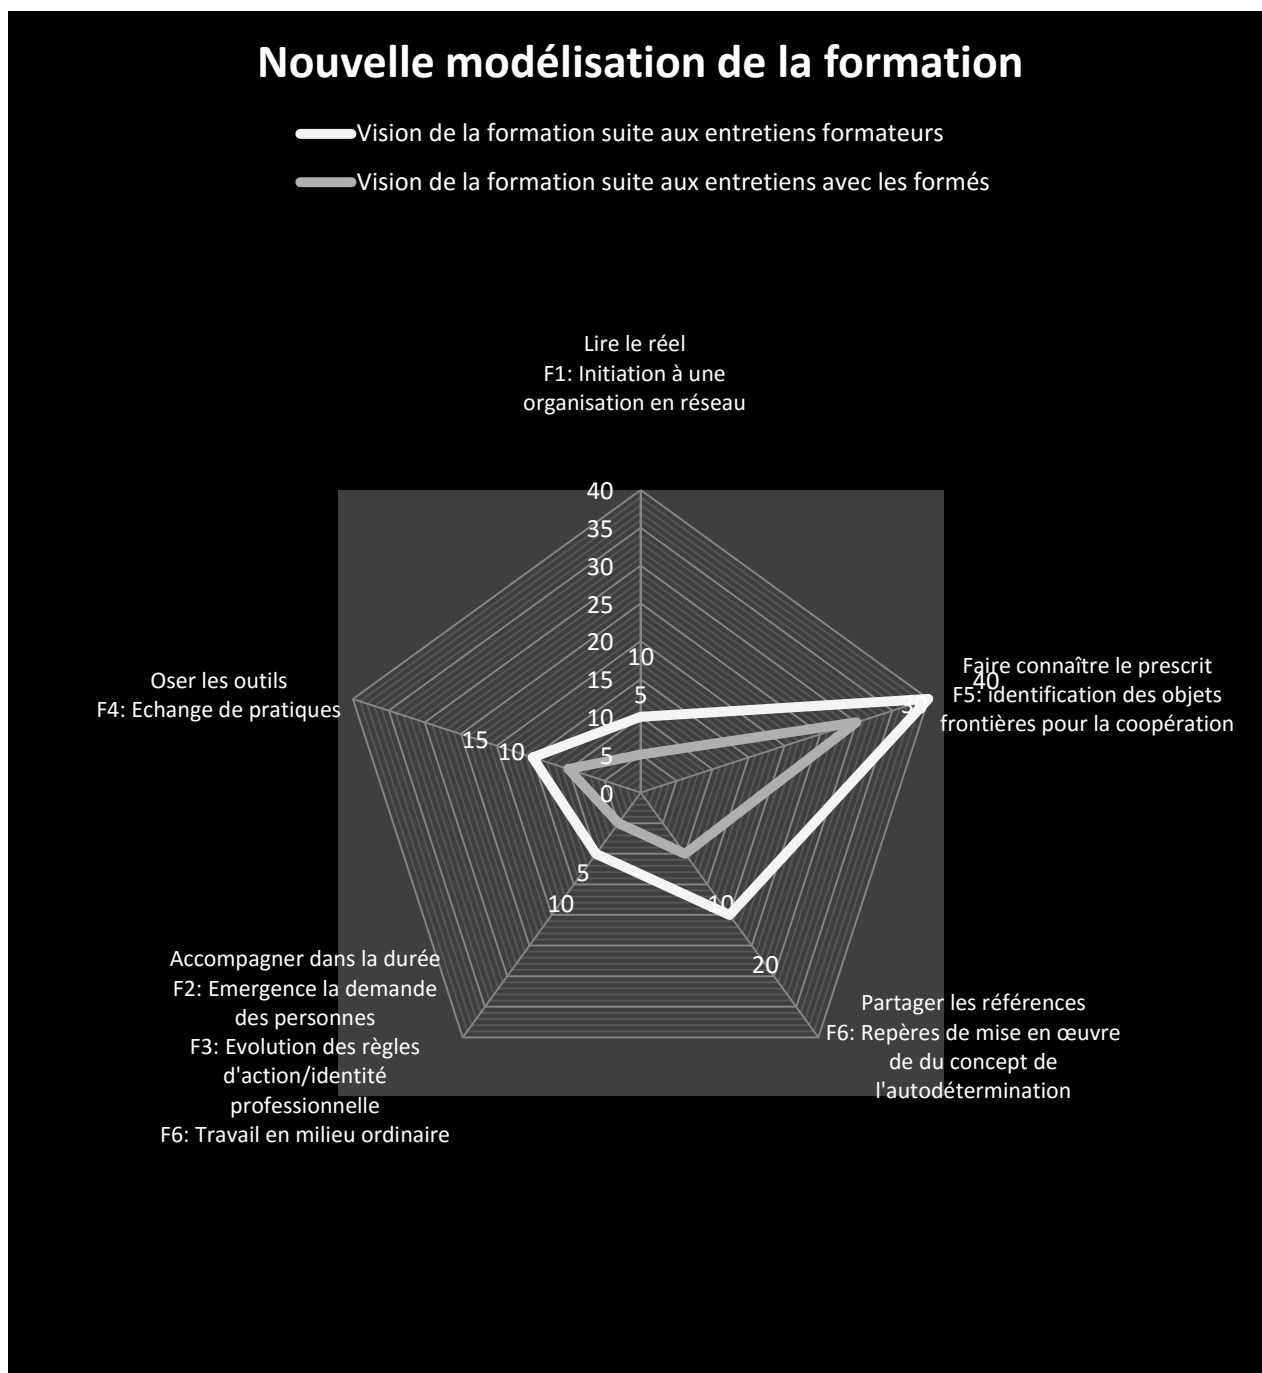 Nouvelle modélisation de la formation
Vision de la formation suite aux entretiens formateurs
Vision de la formation suite aux entretiens avec les formés
Lire le réel
F1: Initiation à une
organisation en réseau
40
35
30
25
20
15
10
5
0
10
5
Faire connaître le prescrit
F5: identification des objets
frontières pour la coopération
40
30
Partager les références
F6: Repères de mise en œuvre
de du concept de
l'autodétermination
20
10
Accompagner dans la durée
F2: Emergence la demande
des personnes
F3: Evolution des règles
d'action/identité
professionnelle
F6: Travail en milieu ordinaire
10
5
Oser les outils
F4: Echange de pratiques
15
10